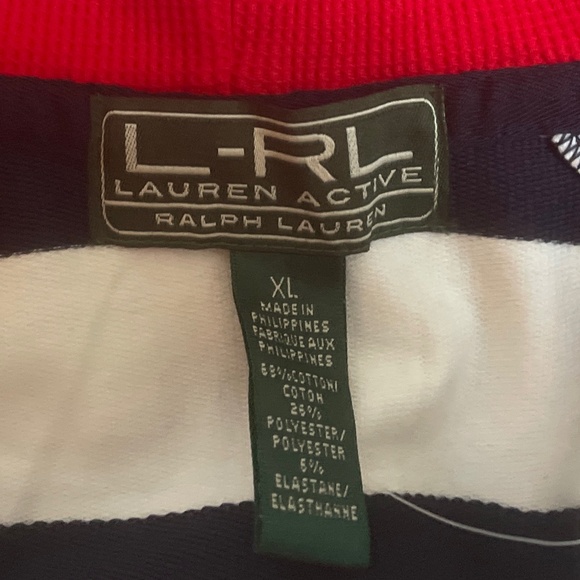 L-RL
LAUREN ACTIVE
RALPH LAUREN
XL
MADE IN
PHILIPPINES
FABRIQUE AUX
PHILIPPINES
68%COTTON/
COTON
26%
POLYESTER/
POLYESTER
6%
ELASTANE/
ELASTHANNE